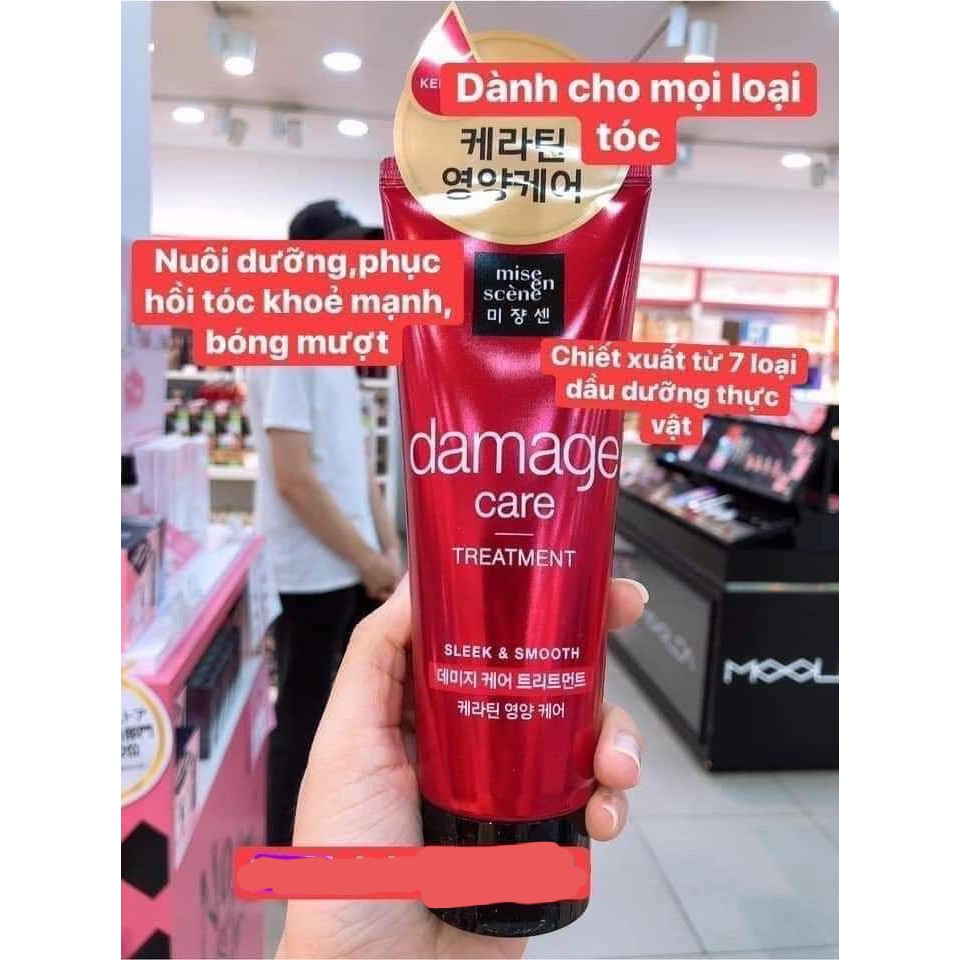 Dành cho mọi loại
tóc
케라틴
영양케어
Nuôi dưỡng,phục
hồi tóc khoẻ mạnh,
bóng mượt
mise
en
scène
미쟝센
Chiết xuất từ 7 loại
dầu dưỡng thực
vật
damage
care
TREATMENT
SLEEK & SMOOTH
데미지 케어 트리트먼트
케라틴 영양 케어